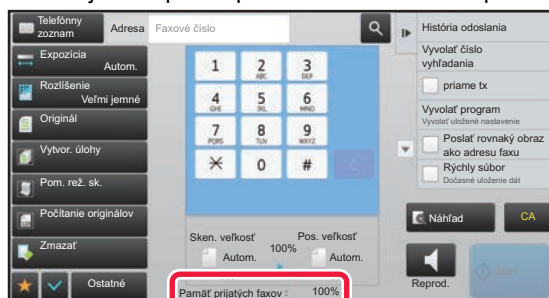 Telefónny
zoznam
Adresa
Faxové číslo
Expozícia
Autom.
Rozlíšenie
Veľmi jemné
Originál
Vytvor. úlohy
Pom. rež. sk.
Počítanie originálov
Zmazať
Ostatné
1
2
ABC
3
DEF
4
GHI
5
JKL
6
MNO
7
PQRS
8
TUV
9
WXYZ
0
#
C
Sken. veľkosť
Autom.
100%
Pos. veľkosť
Autom.
Pamäť prijatých faxov :
100%
História odoslania
Vyvolať číslo
vyhľadania
priame tx
Vyvolať program
Vyvolať uložené nastavenie
Poslať rovnaký obraz
ako adresu faxu
Rýchly súbor
Dočasné uloženie dát
Náhľad
CA
Reprod.
Štart